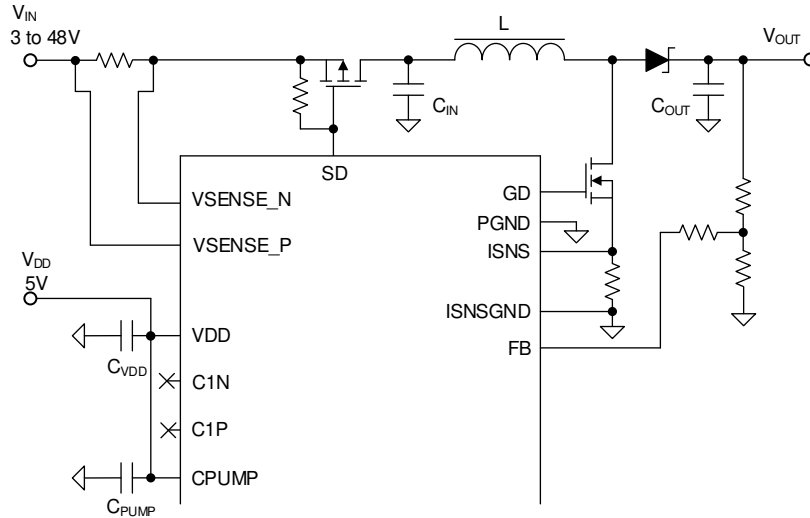 VIN
3 to 48V
L
VOUT
CIN
COUT
SD
GD
VSENSE_N
PGND
VSENSE_P
ISNS
VDD
5V
ISNSGND
VDD
FB
CVDD
C1N
C1P
CPUMP
CPUMP